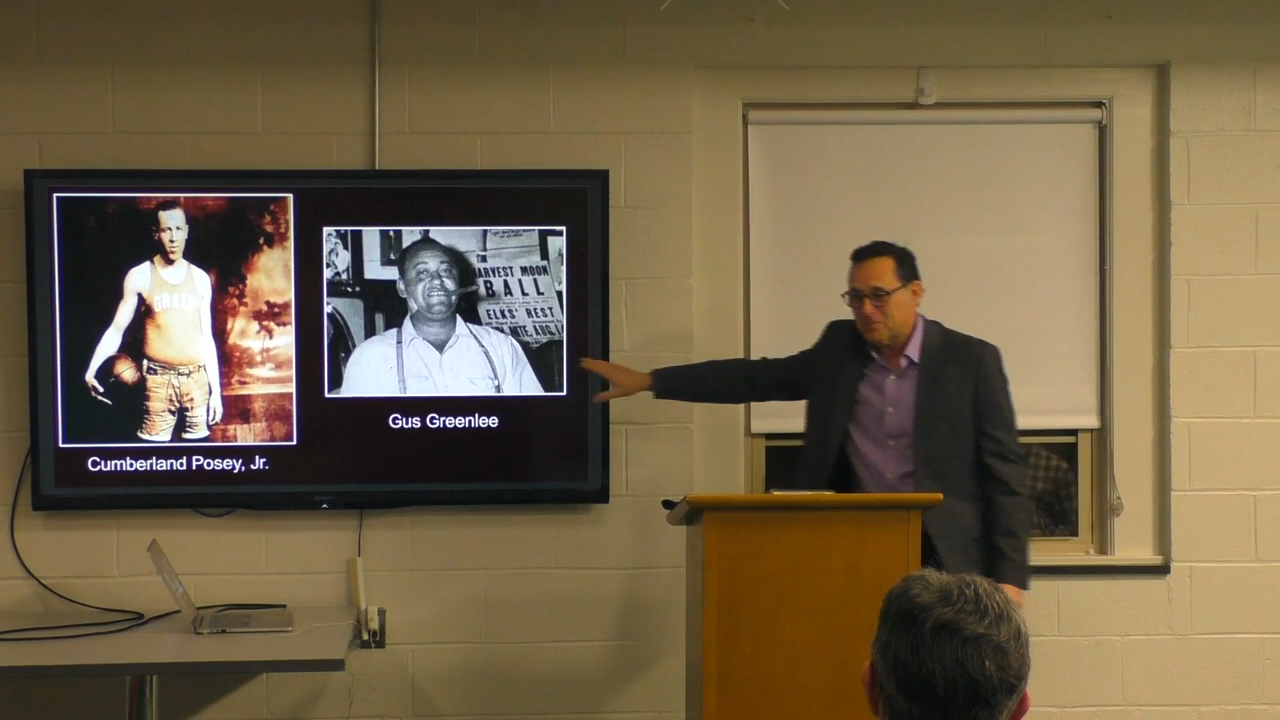 GRAYS
Cumberland Posey, Jr.
HARVEST MOON
BALL
ELKS' REST
Gus Greenlee